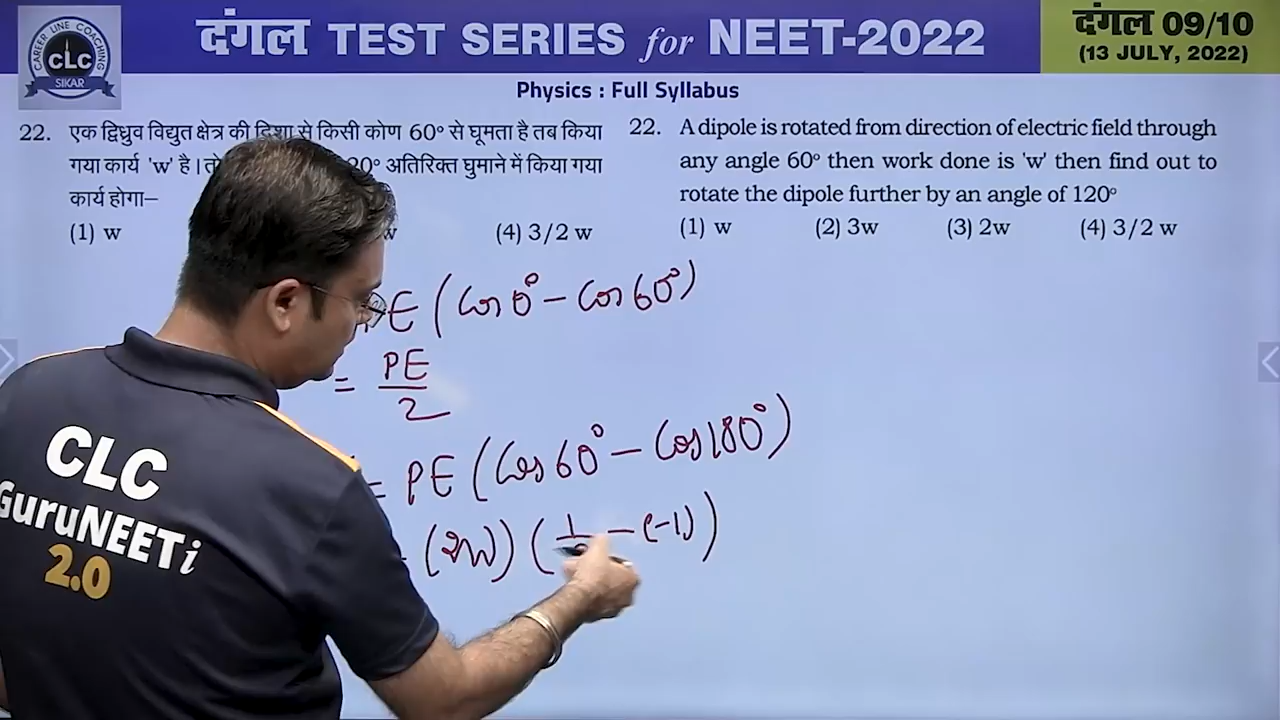 CAREER LINE COACHING
CLC
SIKAR
दंगल TEST SERIES for NEET-2022
दंगल 09/10
(13 JULY, 2022)
Physics : Full Syllabus
22. एक द्विध्रुव विद्युत क्षेत्र की दिशा से किसी कोण 60° से घूमता है तब किया
गया कार्य 'w' है। अतिरिक्त घुमाने में किया गया
कार्य होगा–
(1) w (4) 3/2 w
22. A dipole is rotated from direction of electric field through
any angle 60° then work done is 'w' then find out to
rotate the dipole further by an angle of 120°
(1) w (2) 3w (3) 2w (4) 3/2 w
PE (Cos 0° – Cos 60°)
= PE/2
= PE (Cos 60° – Cos 180°)
(2W) (1 – (–1))
CLC
GuruNEETi
2.0